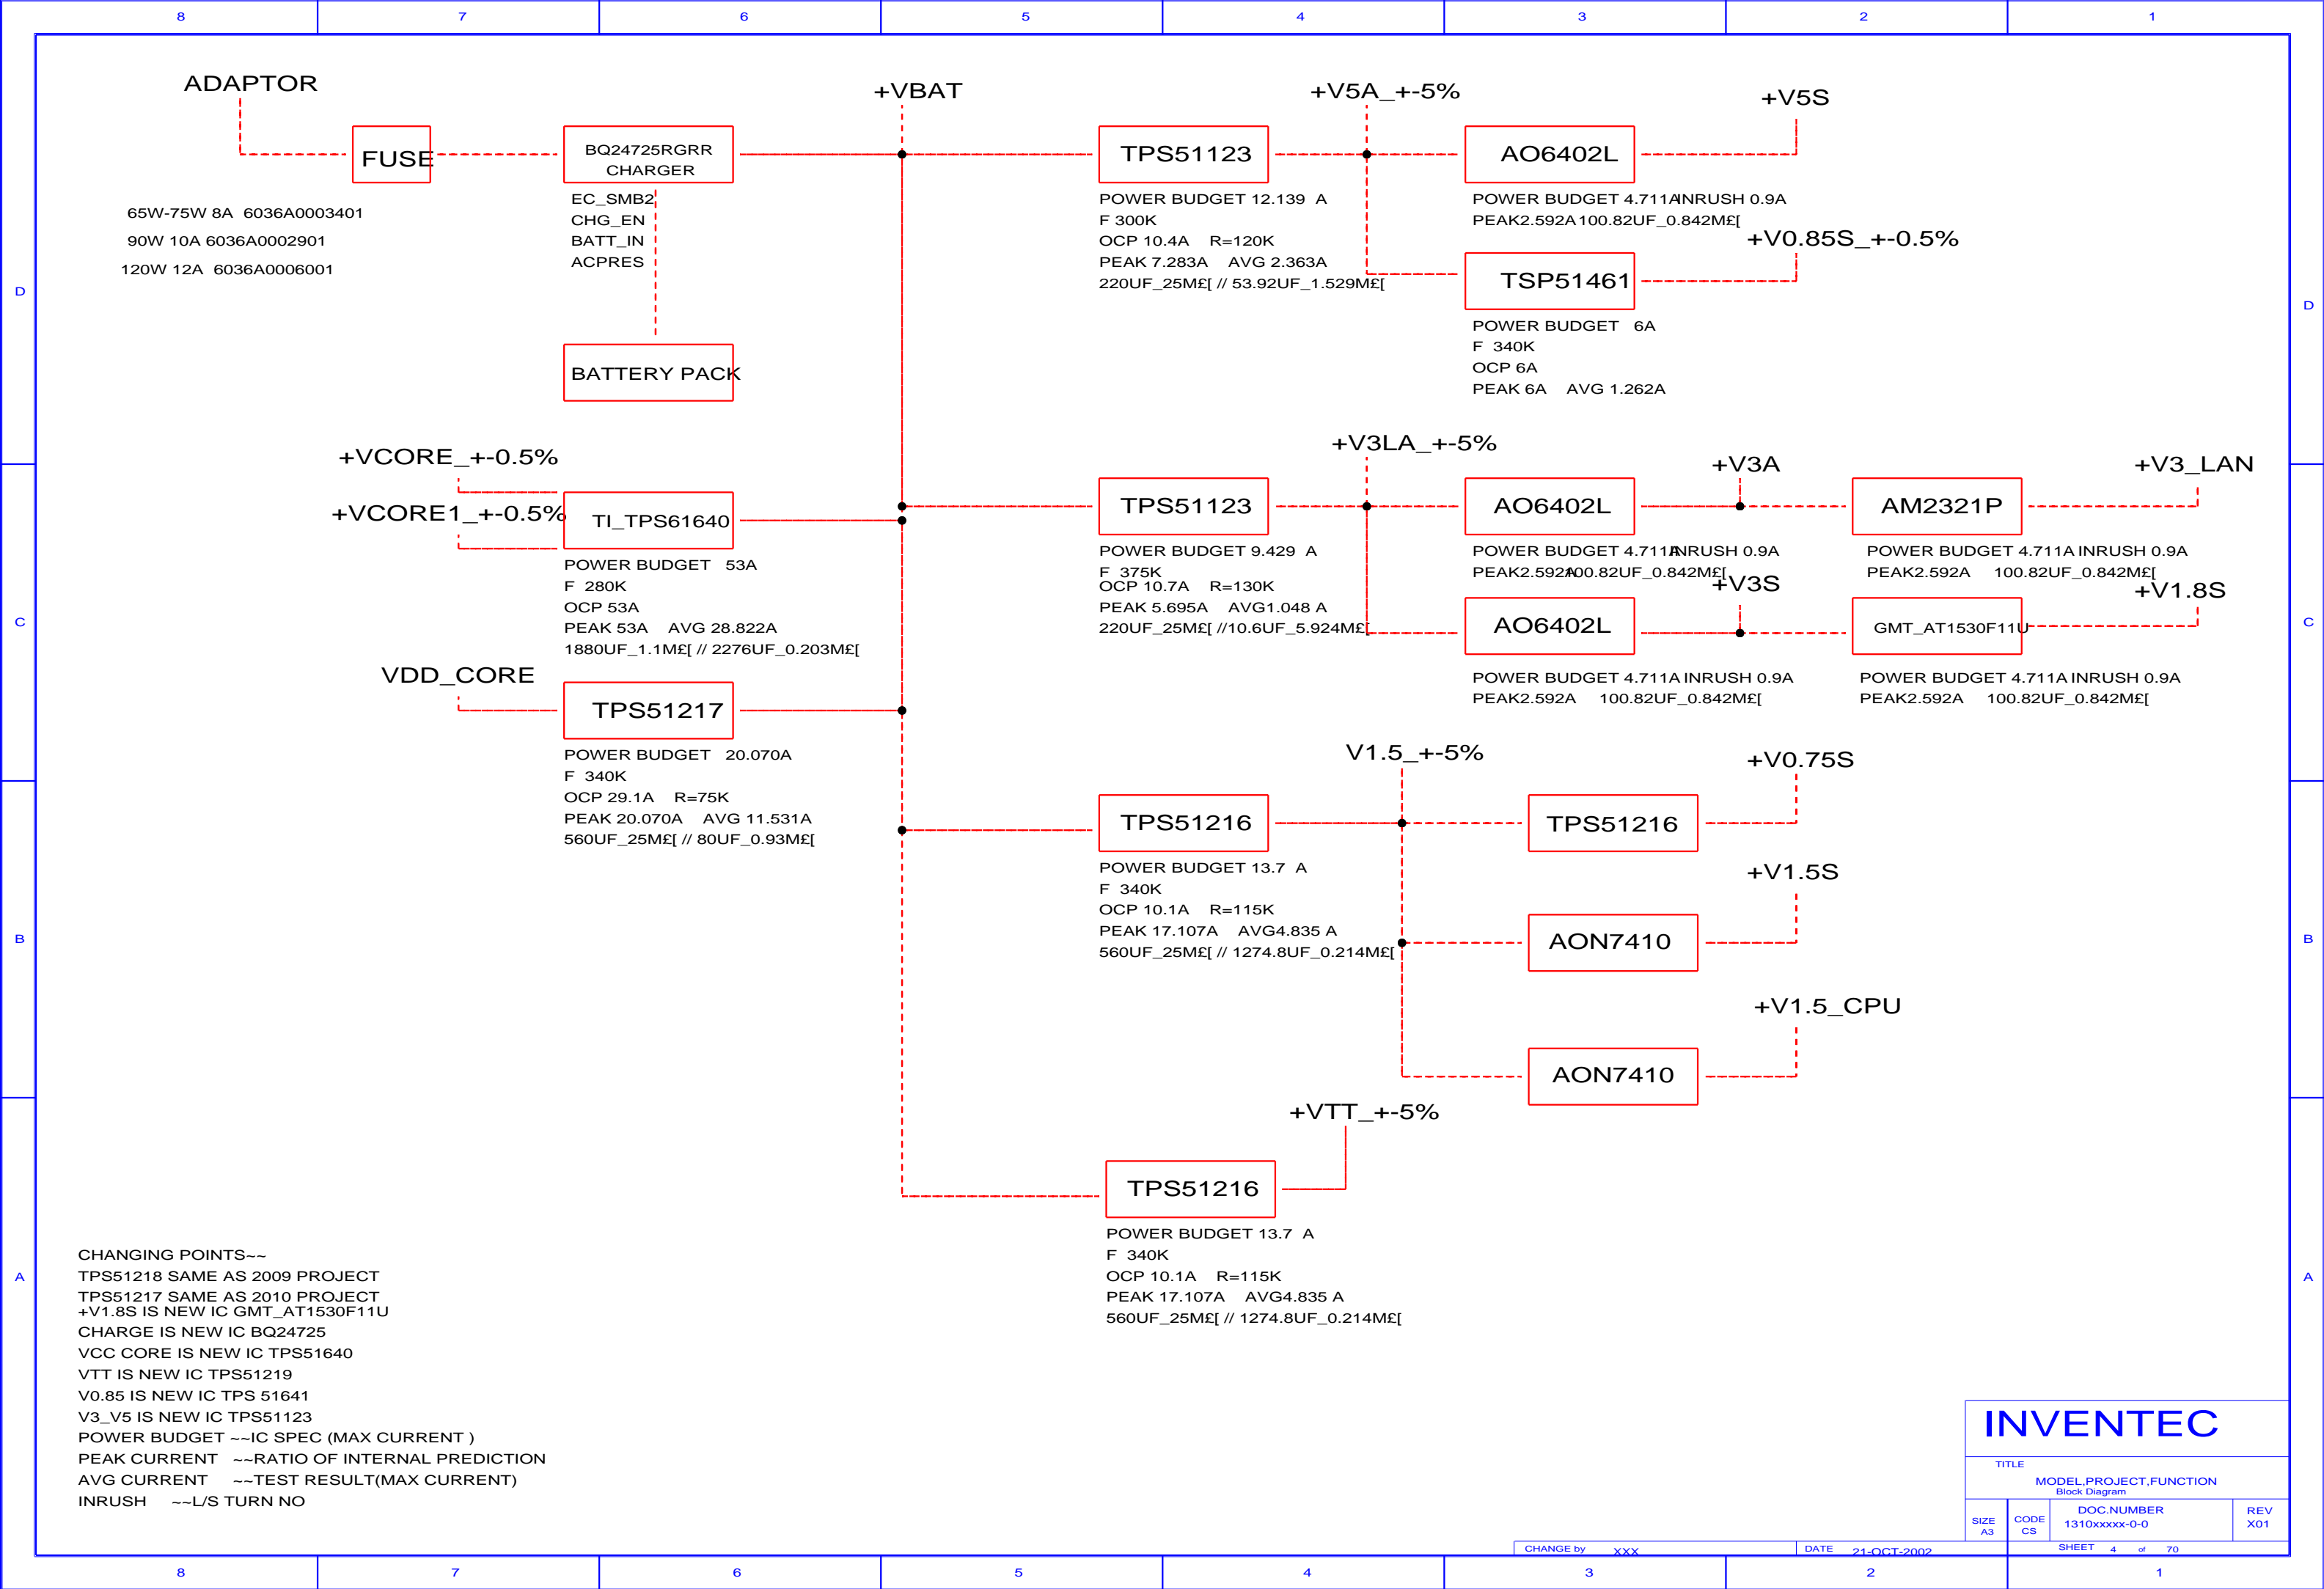 8 7 6 5 4 3 2 1
ADAPTOR
FUSE
BQ24725RGRR
CHARGER
EC_SMB2
CHG_EN
BATT_IN
ACPRES
65W-75W 8A 6036A0003401
90W 10A 6036A0002901
120W 12A 6036A0006001
BATTERY PACK
+VBAT
TPS51123
POWER BUDGET 12.139 A
F 300K
OCP 10.4A R=120K
PEAK 7.283A AVG 2.363A
220UF_25M£[ // 53.92UF_1.529M£[
+V5A_+-5%
AO6402L
POWER BUDGET 4.711A INRUSH 0.9A
PEAK2.592A 100.82UF_0.842M£[
+V5S
+V0.85S_+-0.5%
TSP51461
POWER BUDGET 6A
F 340K
OCP 6A
PEAK 6A AVG 1.262A
D D
+VCORE_+-0.5%
+VCORE1_+-0.5%
TI_TPS61640
POWER BUDGET 53A
F 280K
OCP 53A
PEAK 53A AVG 28.822A
1880UF_1.1M£[ // 2276UF_0.203M£[
VDD_CORE
TPS51217
POWER BUDGET 20.070A
F 340K
OCP 29.1A R=75K
PEAK 20.070A AVG 11.531A
560UF_25M£[ // 80UF_0.93M£[
+V3LA_+-5%
TPS51123
POWER BUDGET 9.429 A
F 375K
OCP 10.7A R=130K
PEAK 5.695A AVG1.048 A
220UF_25M£[ //10.6UF_5.924M£[
AO6402L
POWER BUDGET 4.711A INRUSH 0.9A
PEAK2.592A 100.82UF_0.842M£[
+V3A
AM2321P
POWER BUDGET 4.711A INRUSH 0.9A
PEAK2.592A 100.82UF_0.842M£[
+V3_LAN
+V3S
AO6402L
POWER BUDGET 4.711A INRUSH 0.9A
PEAK2.592A 100.82UF_0.842M£[
+V1.8S
GMT_AT1530F11U
POWER BUDGET 4.711A INRUSH 0.9A
PEAK2.592A 100.82UF_0.842M£[
C C
V1.5_+-5%
TPS51216
POWER BUDGET 13.7 A
F 340K
OCP 10.1A R=115K
PEAK 17.107A AVG4.835 A
560UF_25M£[ // 1274.8UF_0.214M£[
+V0.75S
TPS51216
+V1.5S
AON7410
+V1.5_CPU
AON7410
B B
+VTT_+-5%
TPS51216
POWER BUDGET 13.7 A
F 340K
OCP 10.1A R=115K
PEAK 17.107A AVG4.835 A
560UF_25M£[ // 1274.8UF_0.214M£[
A A
CHANGING POINTS~~
TPS51218 SAME AS 2009 PROJECT
TPS51217 SAME AS 2010 PROJECT
+V1.8S IS NEW IC GMT_AT1530F11U
CHARGE IS NEW IC BQ24725
VCC CORE IS NEW IC TPS51640
VTT IS NEW IC TPS51219
V0.85 IS NEW IC TPS 51641
V3_V5 IS NEW IC TPS51123
POWER BUDGET ~~IC SPEC (MAX CURRENT )
PEAK CURRENT ~~RATIO OF INTERNAL PREDICTION
AVG CURRENT ~~TEST RESULT(MAX CURRENT)
INRUSH ~~L/S TURN NO
INVENTEC
TITLE
MODEL,PROJECT,FUNCTION
Block Diagram
SIZE
A3
CODE
CS
DOC.NUMBER
1310xxxxx-0-0
REV
X01
CHANGE by XXX
DATE 21-OCT-2002
SHEET 4 of 70
8 7 6 5 4 3 2 1